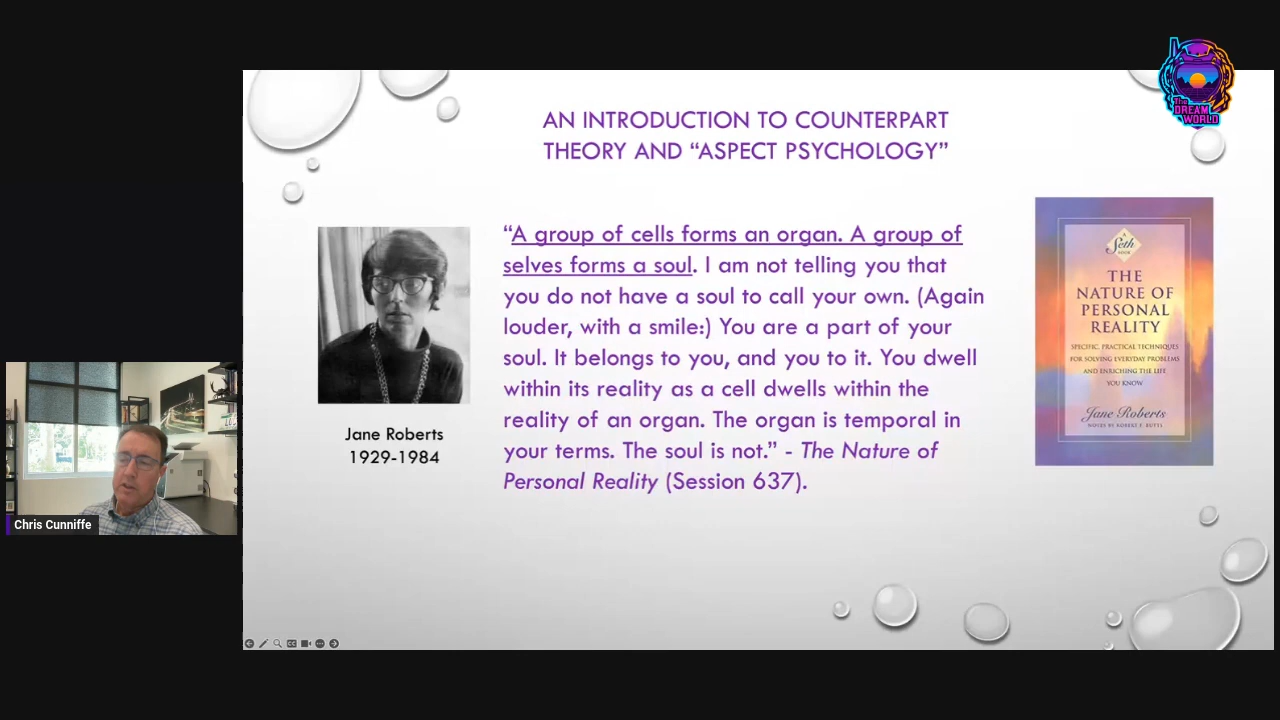 The
DREAM
WORLD
AN INTRODUCTION TO COUNTERPART
THEORY AND “ASPECT PSYCHOLOGY”
“A group of cells forms an organ. A group of
selves forms a soul. I am not telling you that
you do not have a soul to call your own. (Again
louder, with a smile:) You are a part of your
soul. It belongs to you, and you to it. You dwell
within its reality as a cell dwells within the
reality of an organ. The organ is temporal in
your terms. The soul is not.” - The Nature of
Personal Reality (Session 637).
Jane Roberts
1929-1984
A
Seth
BOOK
THE
NATURE OF
PERSONAL
REALITY
SPECIFIC, PRACTICAL TECHNIQUES
FOR SOLVING EVERYDAY PROBLEMS
AND ENRICHING THE LIFE
YOU KNOW
Jane Roberts
NOTES BY ROBERT F. BUTTS
Chris Cunniffe
CC